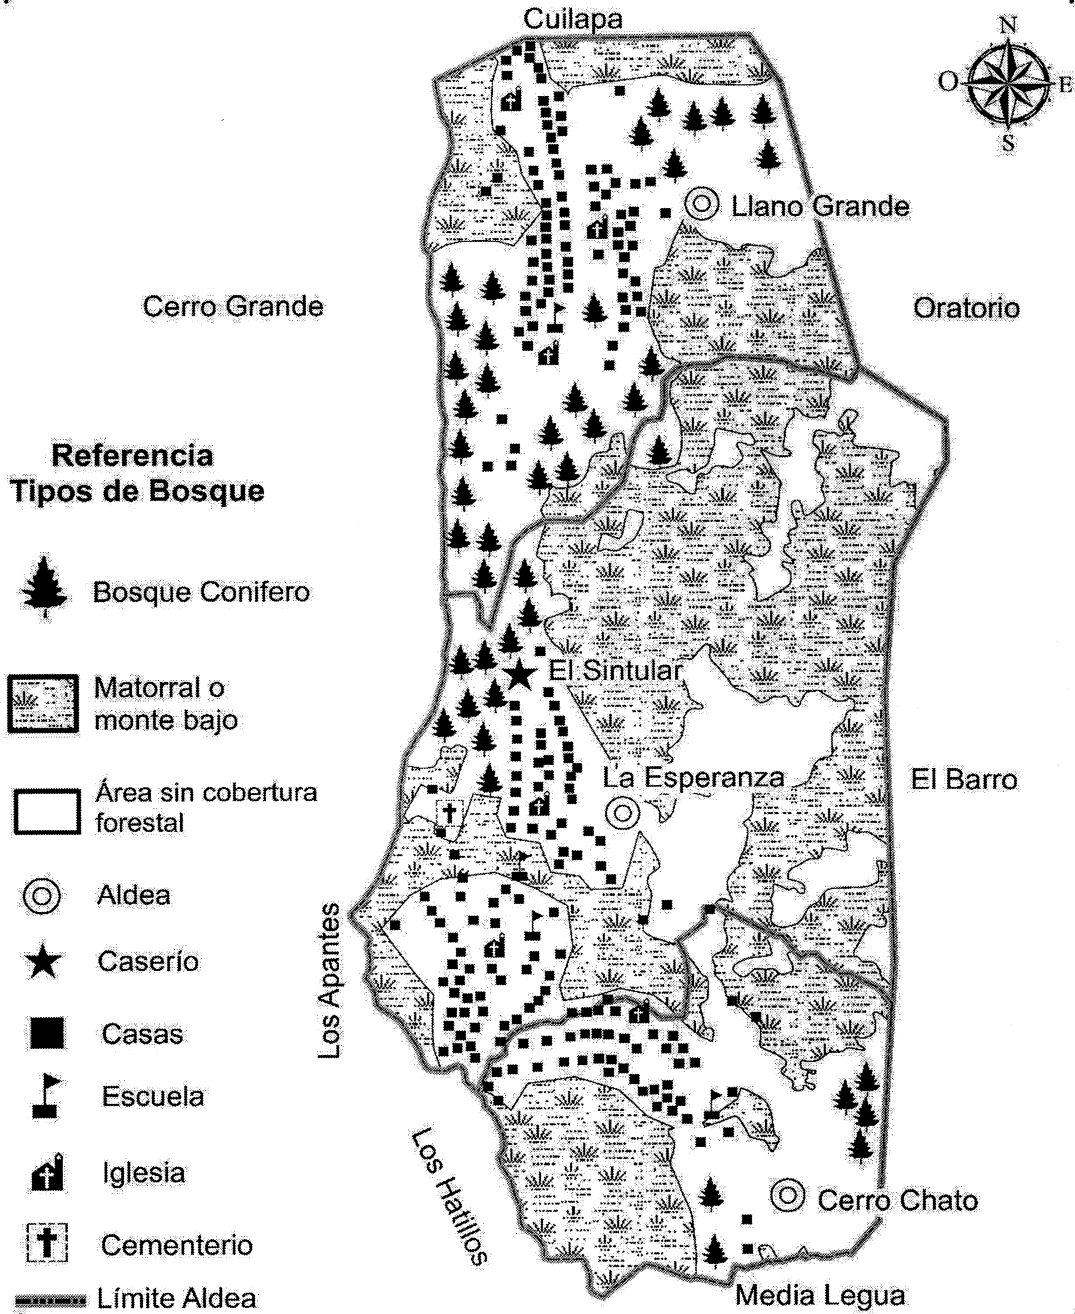 Cuilapa
N
O
E
S
Llano Grande
Cerro Grande
Oratorio
Referencia
Tipos de Bosque
Bosque Conifero
Matorral o
monte bajo
Área sin cobertura
forestal
Aldea
Caserío
Casas
Escuela
Iglesia
Cementerio
Límite Aldea
El Sintular
La Esperanza
El Barro
Los Apantes
Los Hatillos
Cerro Chato
Media Legua